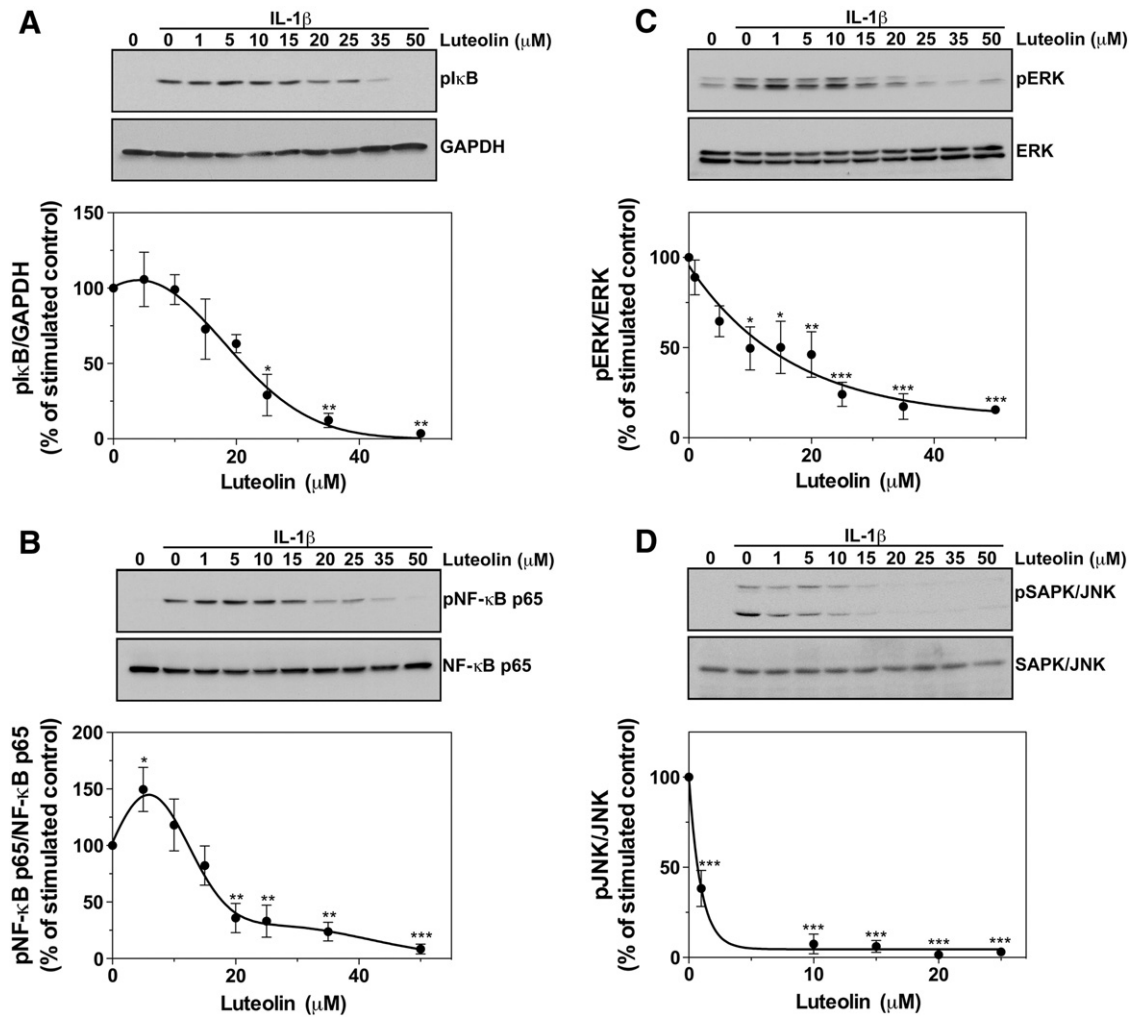 A
IL-1β
0 0 1 5 10 15 20 25 35 50 Luteolin (μM)
pIκB
GAPDH
pIκB/GAPDH
(% of stimulated control)
150
100
50
0
* ** **
0 20 40
Luteolin (μM)
B
IL-1β
0 0 1 5 10 15 20 25 35 50 Luteolin (μM)
pNF-κB p65
NF-κB p65
pNF-κB p65/NF-κB p65
(% of stimulated control)
200
150
100
50
0
* ** ** ** ***
0 20 40
Luteolin (μM)
C
IL-1β
0 0 1 5 10 15 20 25 35 50 Luteolin (μM)
pERK
ERK
pERK/ERK
(% of stimulated control)
100
50
0
* * ** *** *** ***
0 20 40
Luteolin (μM)
D
IL-1β
0 0 1 5 10 15 20 25 35 50 Luteolin (μM)
pSAPK/JNK
SAPK/JNK
pJNK/JNK
(% of stimulated control)
100
50
0
*** *** *** *** ***
0 10 20
Luteolin (μM)